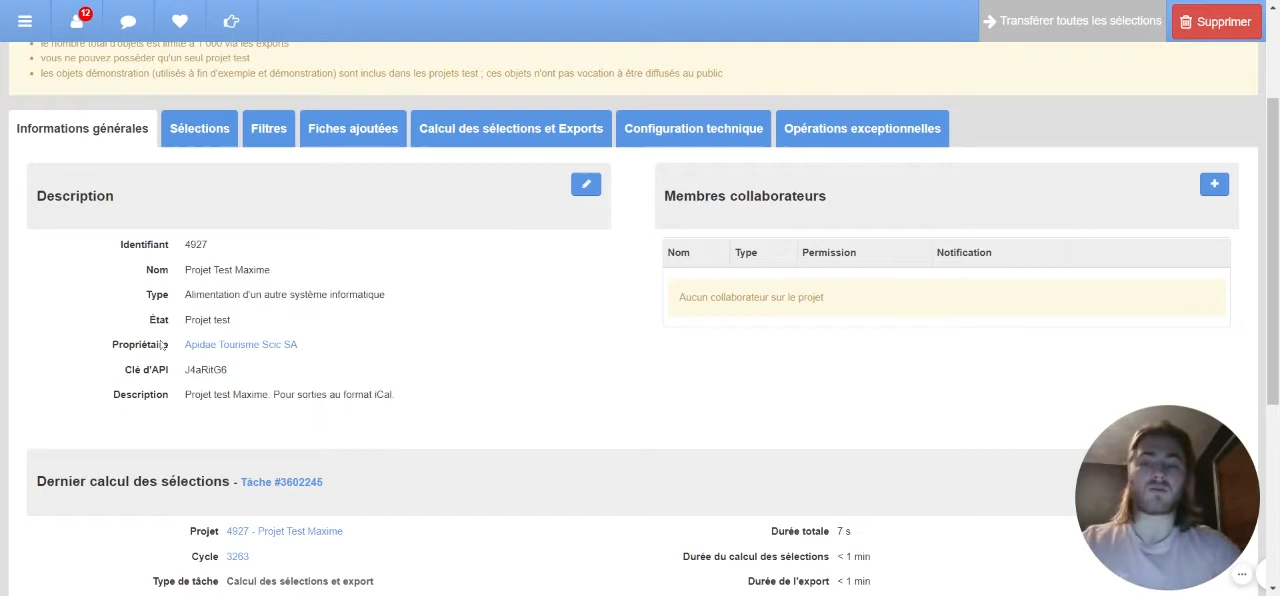 12
Transférer toutes les sélections
Supprimer
le nombre total d'objets est limité à 1 000 via les exports
vous ne pouvez posséder qu'un seul projet test
les objets démonstration (utilisés à fin d'exemple et démonstration) sont inclus dans les projets test ; ces objets n'ont pas vocation à être diffusés au public
Informations générales
Sélections
Filtres
Fiches ajoutées
Calcul des sélections et Exports
Configuration technique
Opérations exceptionnelles
Description
Identifiant 4927
Nom Projet Test Maxime
Type Alimentation d'un autre système informatique
État Projet test
Propriétaire Apidae Tourisme Scic SA
Clé d'API J4aRitG6
Description Projet test Maxime. Pour sorties au format iCal.
Membres collaborateurs
Nom Type Permission Notification
Aucun collaborateur sur le projet
Dernier calcul des sélections - Tâche #3602245
Projet 4927 - Projet Test Maxime
Cycle 3263
Type de tâche Calcul des sélections et export
Durée totale 7 s
Durée du calcul des sélections < 1 min
Durée de l'export < 1 min